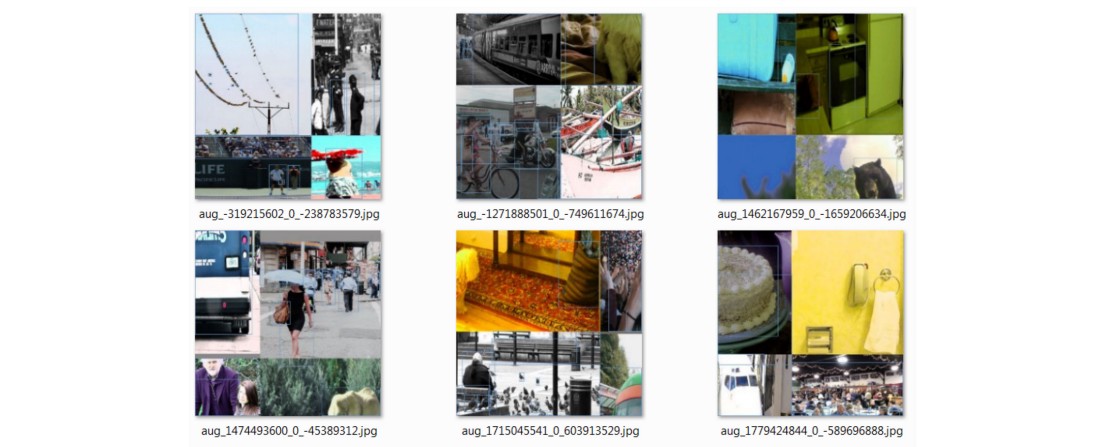 LIFE
aug_-319215602_0_-238783579.jpg
aug_-1271888501_0_-749611674.jpg
aug_1462167959_0_-1659206634.jpg
aug_1474493600_0_-45389312.jpg
aug_1715045541_0_603913529.jpg
aug_1779424844_0_-589696888.jpg